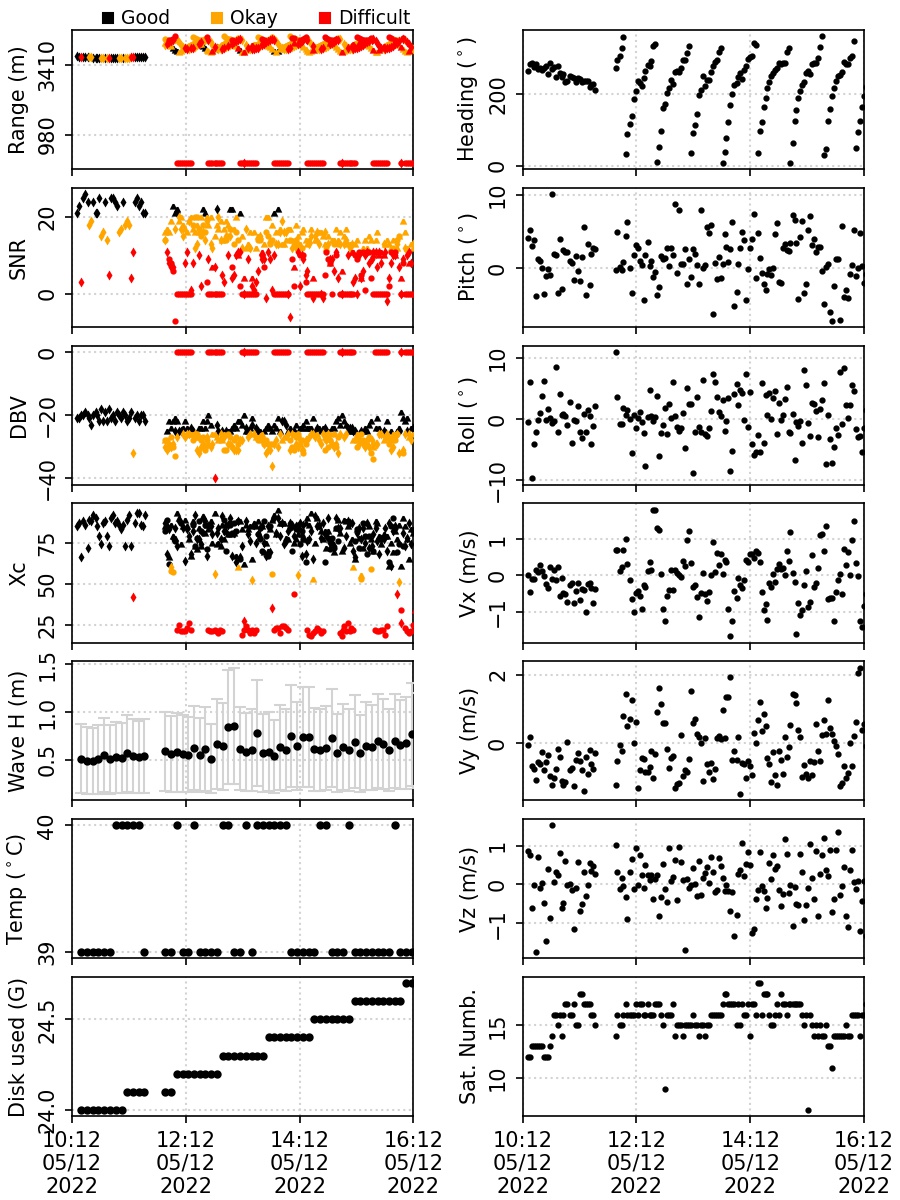 Good Okay Difficult
Range (m)
3410
980
Heading (°)
200
0
SNR
20
0
Pitch (°)
10
0
DBV
0
−20
−40
Roll (°)
10
0
−10
Xc
75
50
25
Vx (m/s)
1
0
−1
Wave H (m)
1.5
1.0
0.5
Vy (m/s)
2
0
Temp (°C)
40
39
Vz (m/s)
1
0
−1
Disk used (G)
24.5
24.0
Sat. Numb.
15
10
10:12 12:12 14:12 16:12 10:12 12:12 14:12 16:12
05/12 05/12 05/12 05/12 05/12 05/12 05/12 05/12
2022 2022 2022 2022 2022 2022 2022 2022